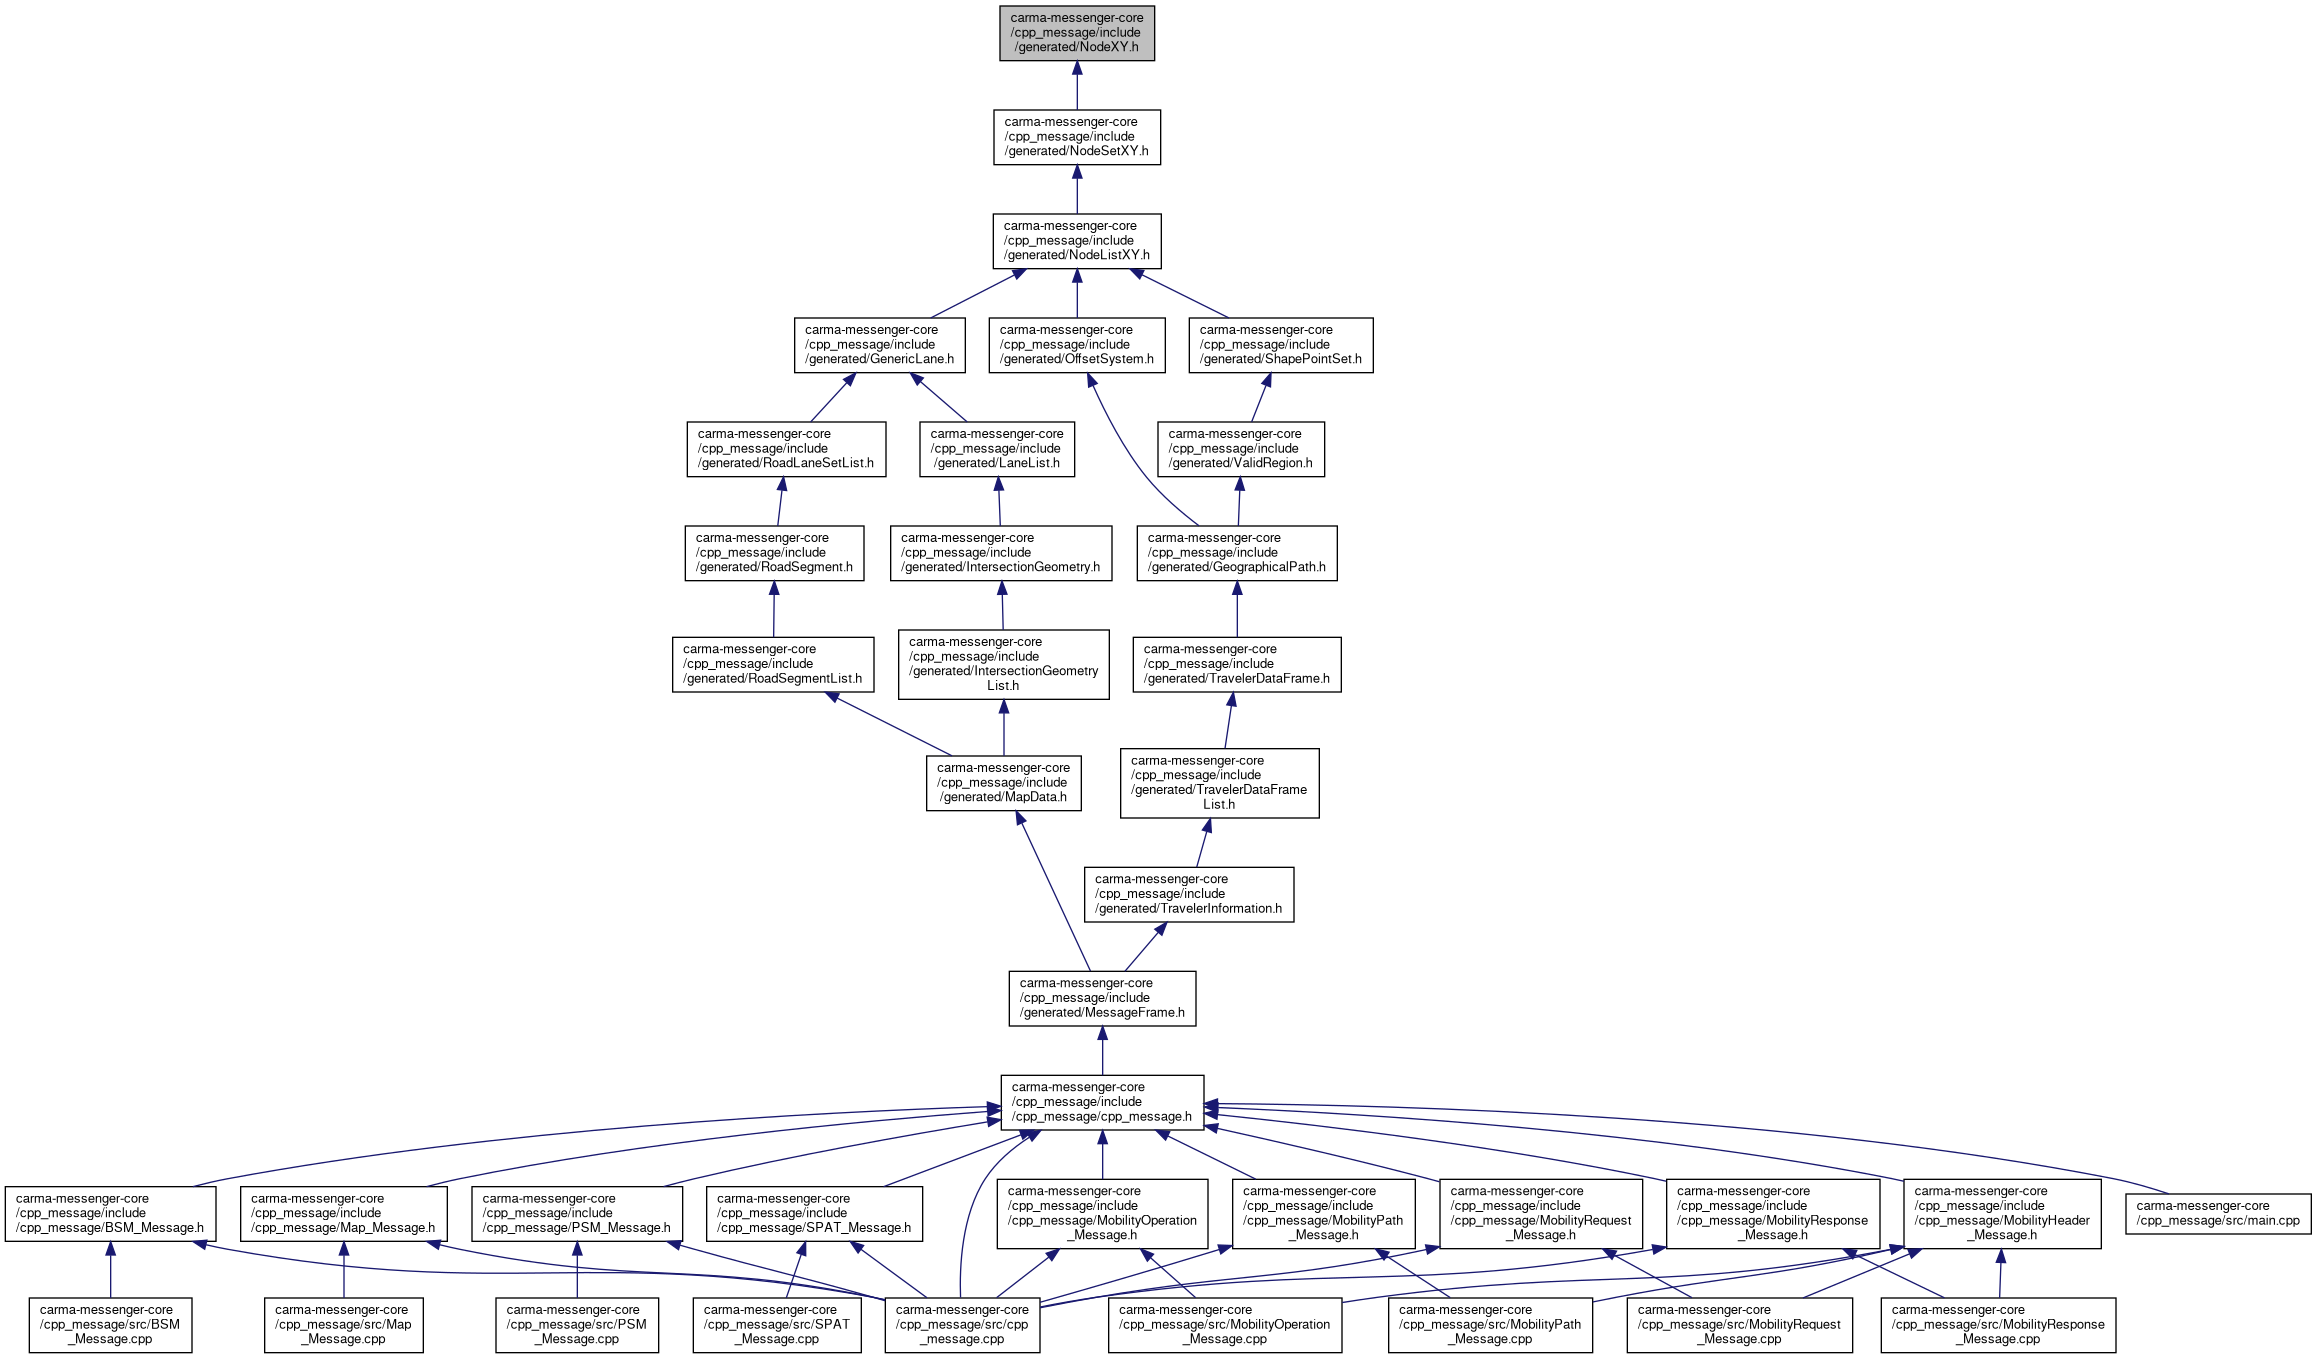 carma-messenger-core
/cpp_message/include
/generated/NodeXY.h
carma-messenger-core
/cpp_message/include
/generated/NodeSetXY.h
carma-messenger-core
/cpp_message/include
/generated/NodeListXY.h
carma-messenger-core
/cpp_message/include
/generated/GenericLane.h
carma-messenger-core
/cpp_message/include
/generated/OffsetSystem.h
carma-messenger-core
/cpp_message/include
/generated/ShapePointSet.h
carma-messenger-core
/cpp_message/include
/generated/RoadLaneSetList.h
carma-messenger-core
/cpp_message/include
/generated/LaneList.h
carma-messenger-core
/cpp_message/include
/generated/ValidRegion.h
carma-messenger-core
/cpp_message/include
/generated/RoadSegment.h
carma-messenger-core
/cpp_message/include
/generated/IntersectionGeometry.h
carma-messenger-core
/cpp_message/include
/generated/GeographicalPath.h
carma-messenger-core
/cpp_message/include
/generated/RoadSegmentList.h
carma-messenger-core
/cpp_message/include
/generated/IntersectionGeometry
List.h
carma-messenger-core
/cpp_message/include
/generated/TravelerDataFrame.h
carma-messenger-core
/cpp_message/include
/generated/MapData.h
carma-messenger-core
/cpp_message/include
/generated/TravelerDataFrame
List.h
carma-messenger-core
/cpp_message/include
/generated/TravelerInformation.h
carma-messenger-core
/cpp_message/include
/generated/MessageFrame.h
carma-messenger-core
/cpp_message/include
/cpp_message/cpp_message.h
carma-messenger-core
/cpp_message/include
/cpp_message/BSM_Message.h
carma-messenger-core
/cpp_message/include
/cpp_message/Map_Message.h
carma-messenger-core
/cpp_message/include
/cpp_message/PSM_Message.h
carma-messenger-core
/cpp_message/include
/cpp_message/SPAT_Message.h
carma-messenger-core
/cpp_message/include
/cpp_message/MobilityOperation
_Message.h
carma-messenger-core
/cpp_message/include
/cpp_message/MobilityPath
_Message.h
carma-messenger-core
/cpp_message/include
/cpp_message/MobilityRequest
_Message.h
carma-messenger-core
/cpp_message/include
/cpp_message/MobilityResponse
_Message.h
carma-messenger-core
/cpp_message/include
/cpp_message/MobilityHeader
_Message.h
carma-messenger-core
/cpp_message/src/main.cpp
carma-messenger-core
/cpp_message/src/BSM
_Message.cpp
carma-messenger-core
/cpp_message/src/Map
_Message.cpp
carma-messenger-core
/cpp_message/src/PSM
_Message.cpp
carma-messenger-core
/cpp_message/src/SPAT
_Message.cpp
carma-messenger-core
/cpp_message/src/cpp
_message.cpp
carma-messenger-core
/cpp_message/src/MobilityOperation
_Message.cpp
carma-messenger-core
/cpp_message/src/MobilityPath
_Message.cpp
carma-messenger-core
/cpp_message/src/MobilityRequest
_Message.cpp
carma-messenger-core
/cpp_message/src/MobilityResponse
_Message.cpp